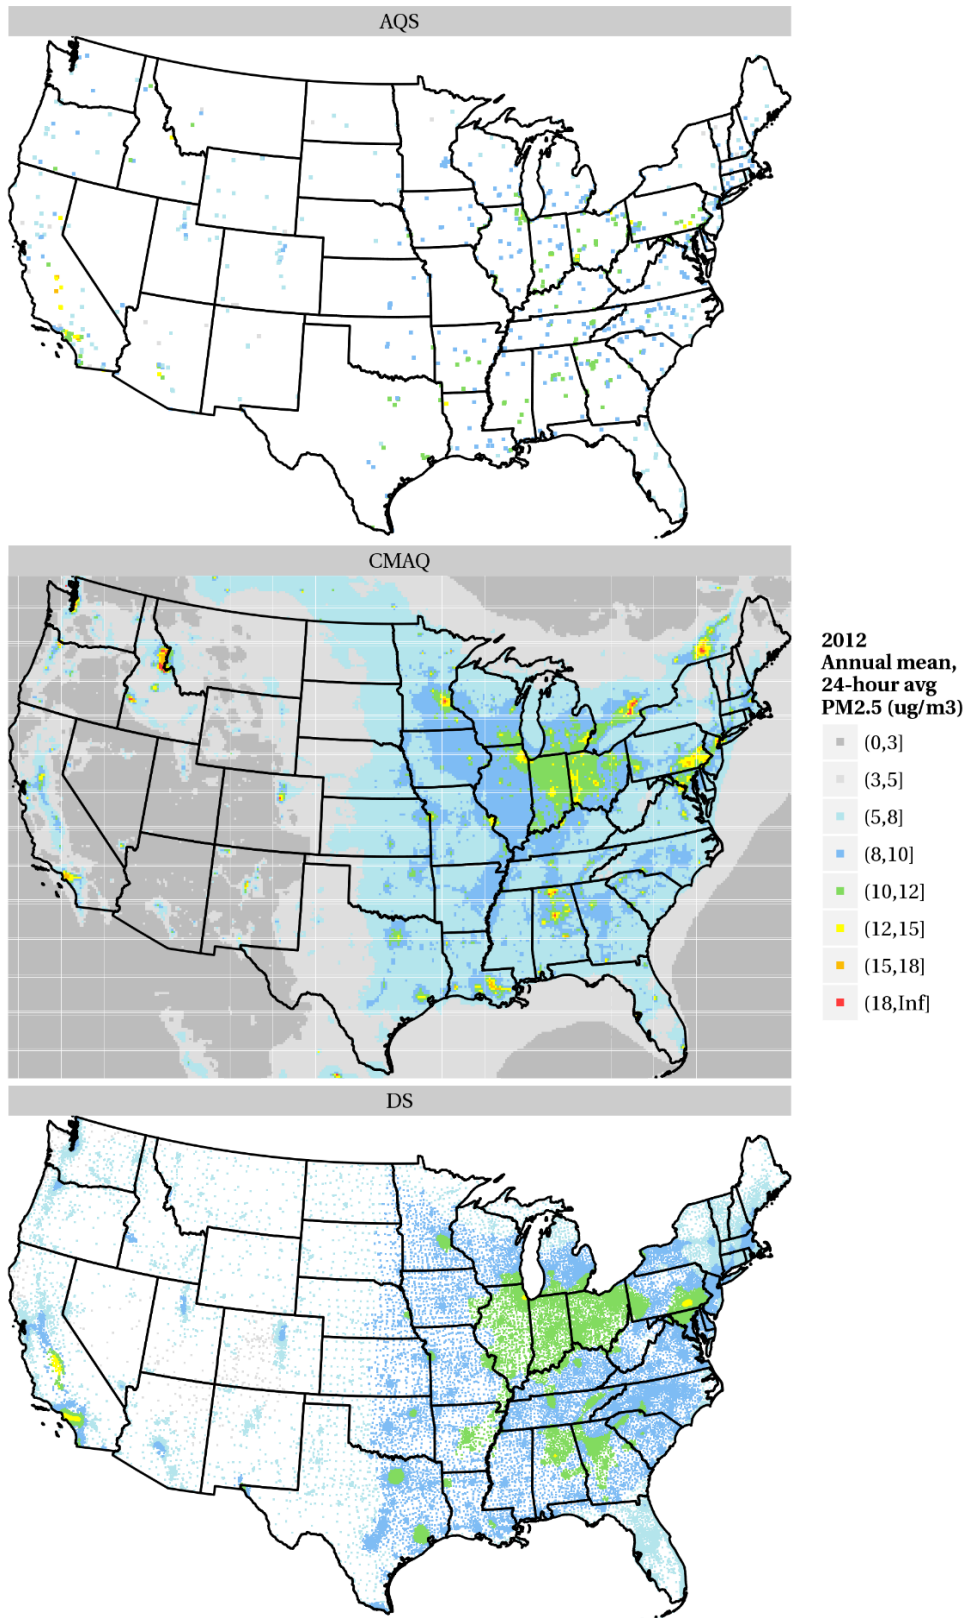 AQS
CMAQ
2012
Annual mean,
24-hour avg
PM2.5 (ug/m3)
(0,3]
(3,5]
(5,8]
(8,10]
(10,12]
(12,15]
(15,18]
(18,Inf]
DS